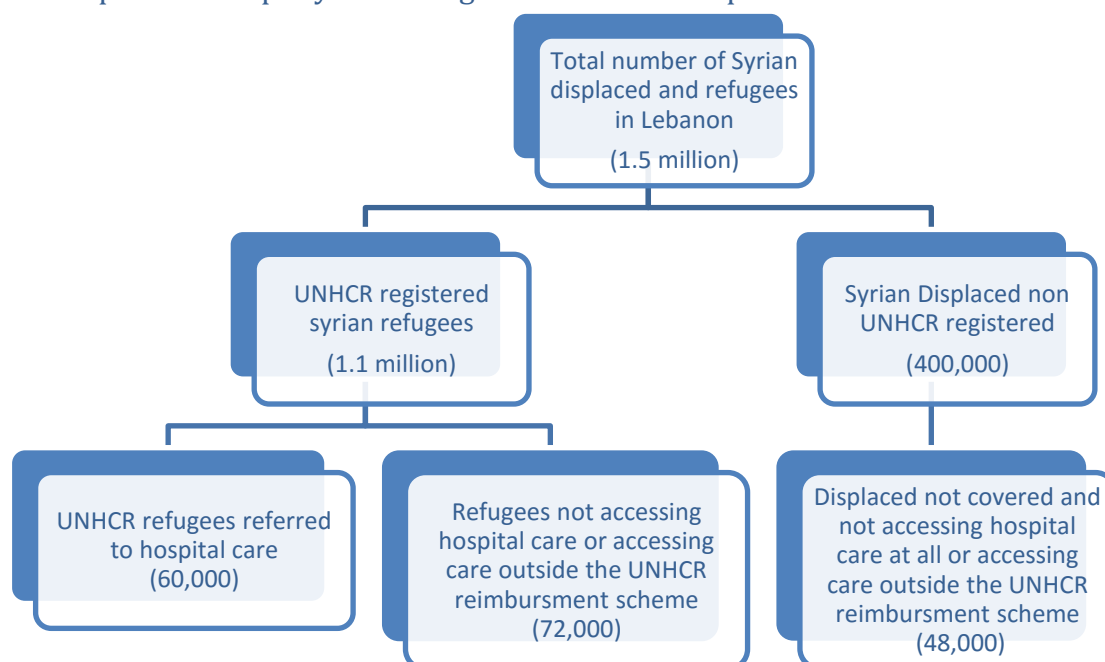 Total number of Syrian
displaced and refugees
in Lebanon
(1.5 million)
UNHCR registered
syrian refugees
(1.1 million)
Syrian Displaced non
UNHCR registered
(400,000)
UNHCR refugees referred
to hospital care
(60,000)
Refugees not accessing
hospital care or accessing
care outside the UNHCR
reimbursment scheme
(72,000)
Displaced not covered and
not accessing hospital
care at all or accessing
care outside the UNHCR
reimbursment scheme
(48,000)